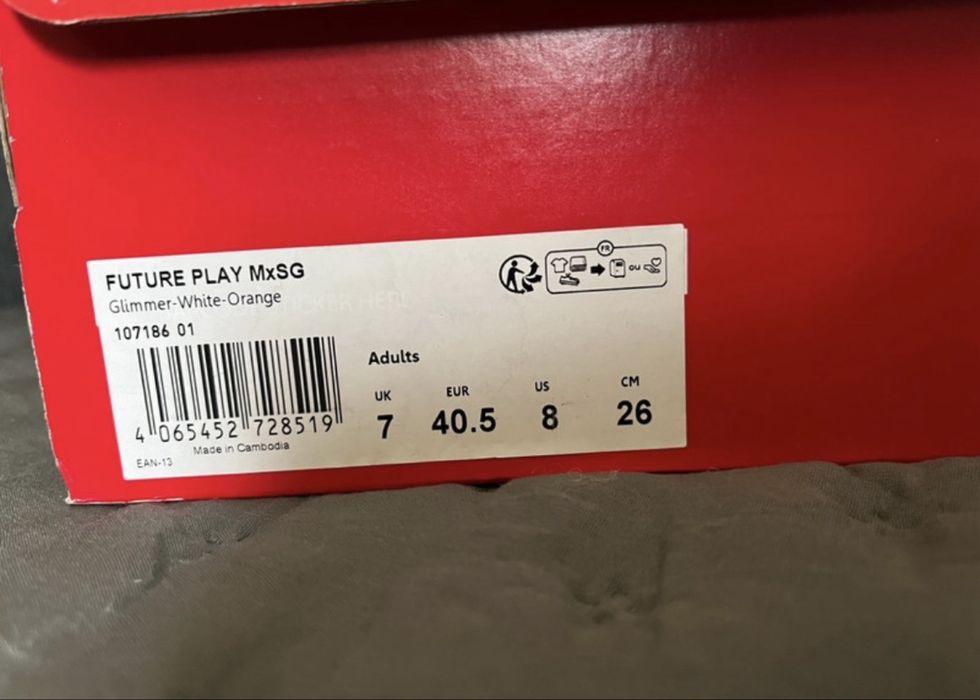 FUTURE PLAY MxSG
Glimmer-White-Orange
107186 01
FR
ou
Adults
UK EUR US CM
7 40.5 8 26
4 065452 728519
Made in Cambodia
EAN-13